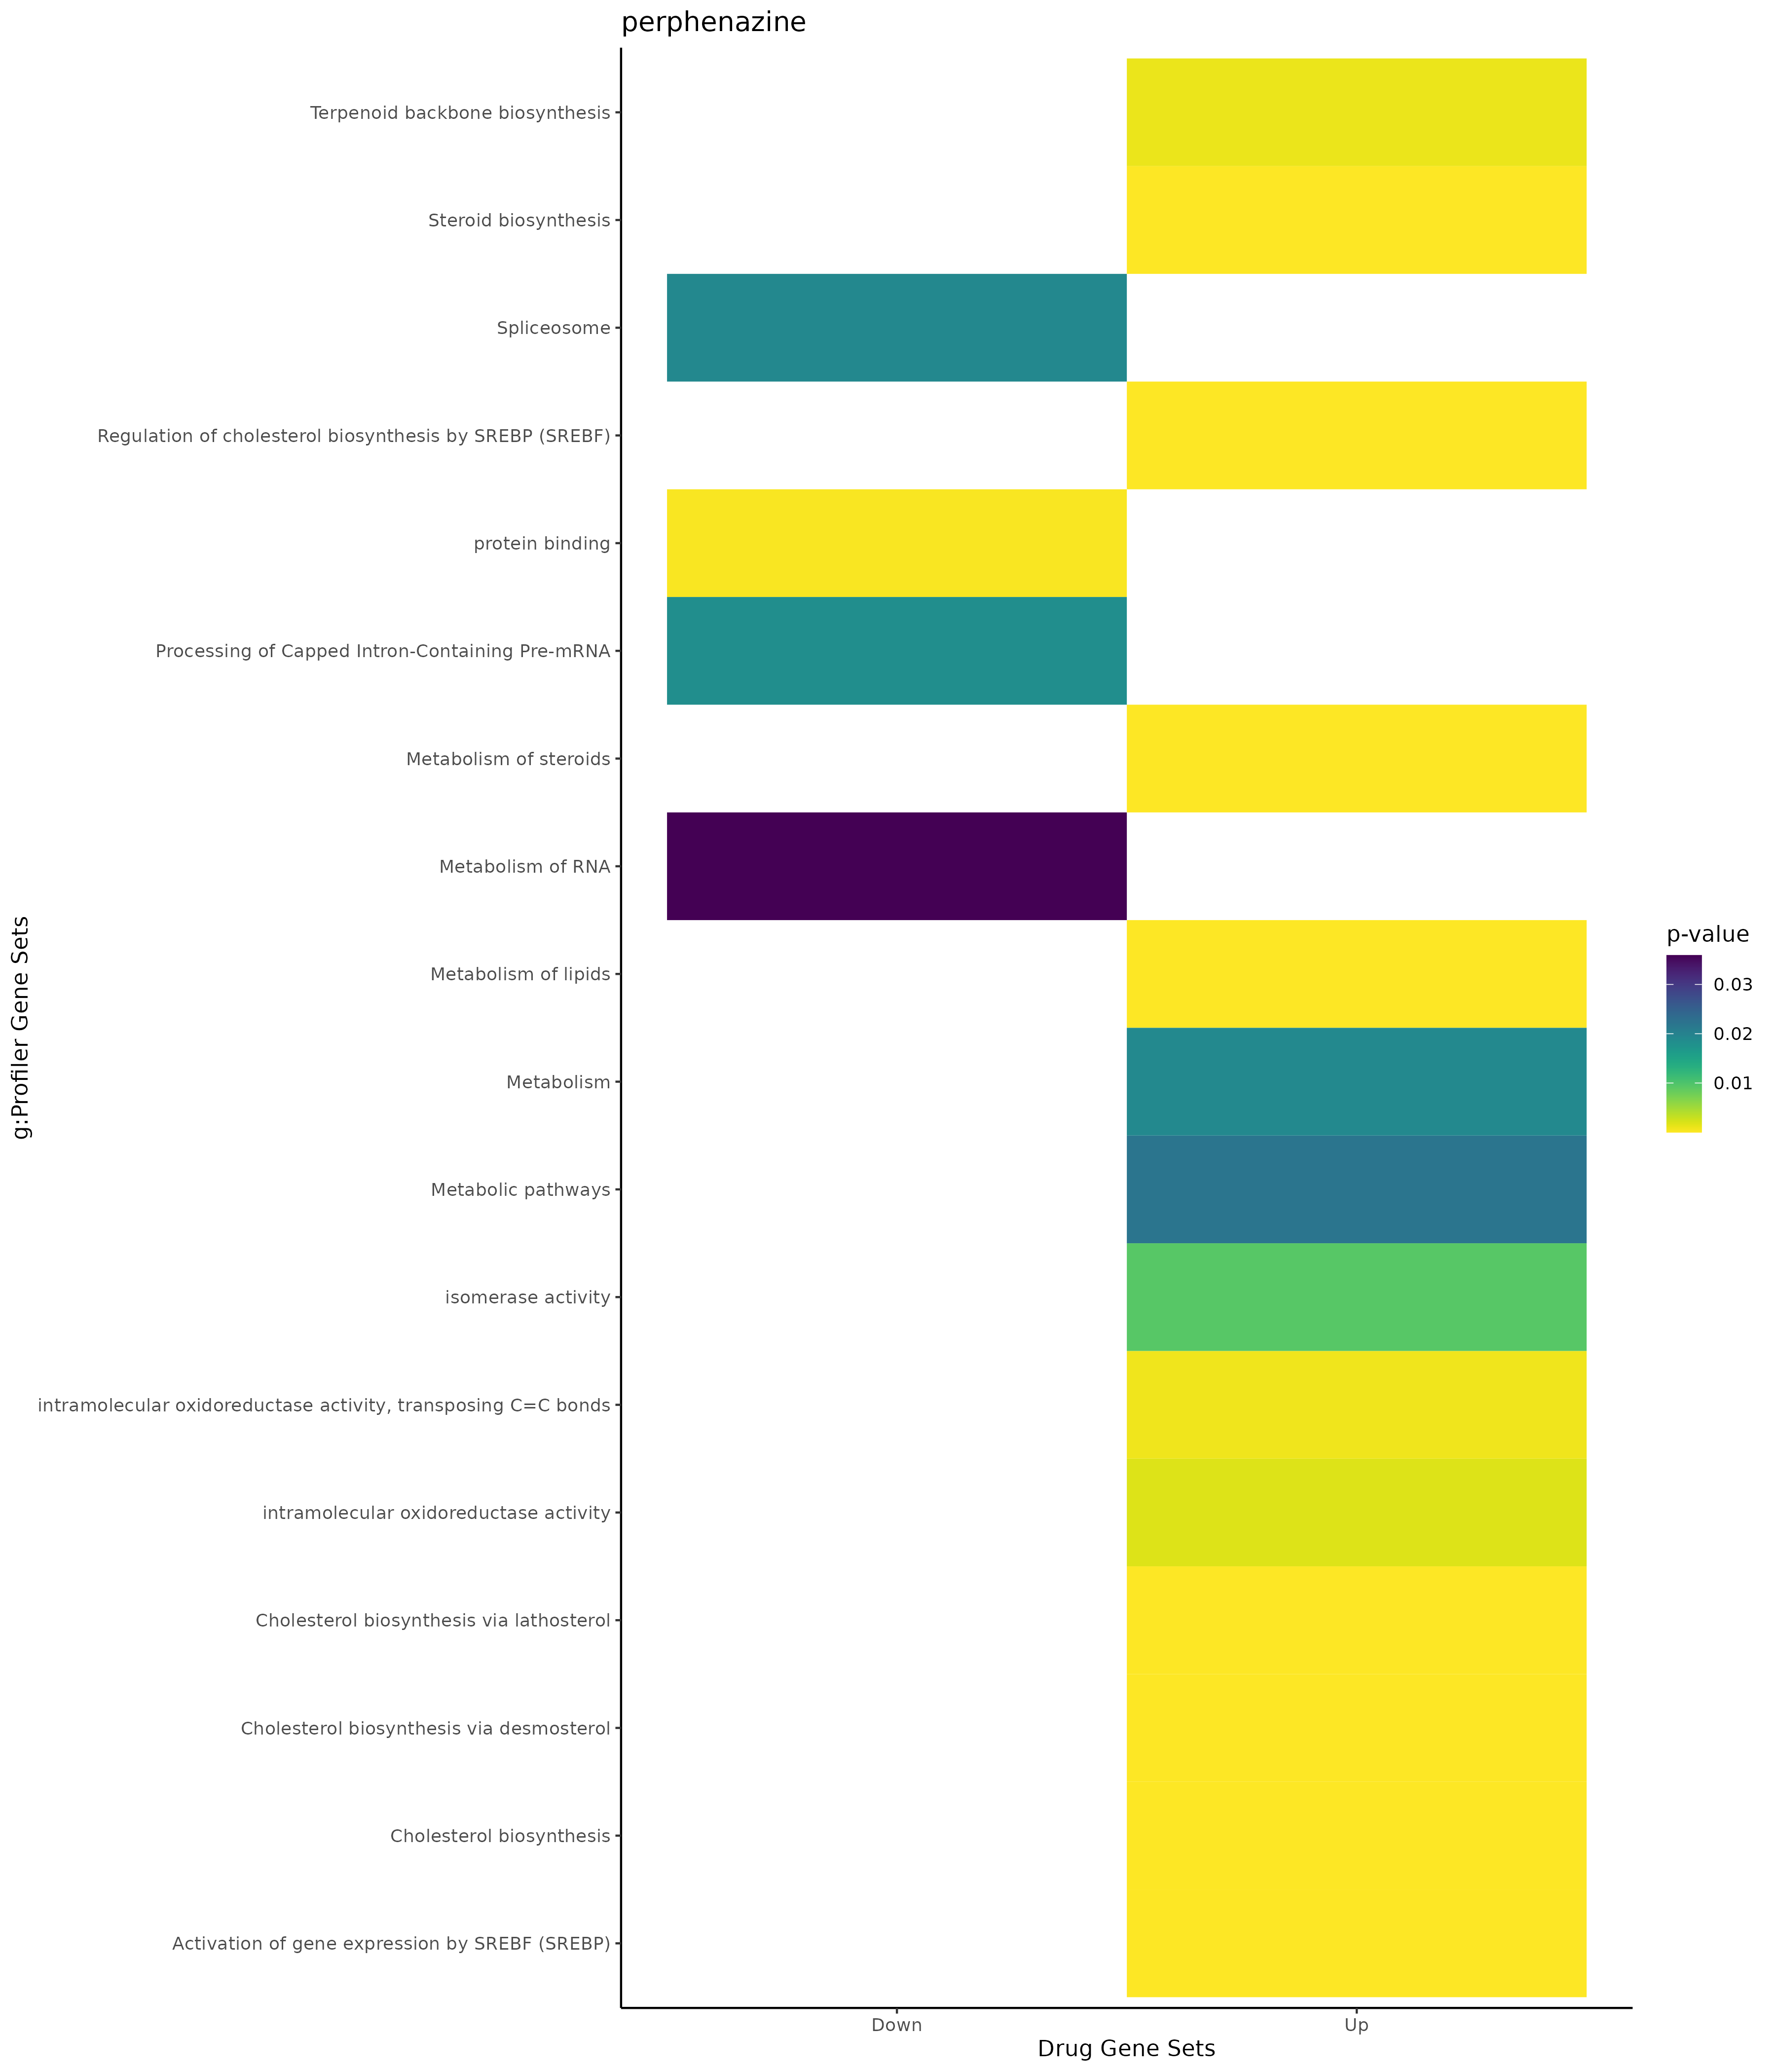 perphenazine
Terpenoid backbone biosynthesis
Steroid biosynthesis
Spliceosome
Regulation of cholesterol biosynthesis by SREBP (SREBF)
protein binding
Processing of Capped Intron-Containing Pre-mRNA
Metabolism of steroids
Metabolism of RNA
Metabolism of lipids
Metabolism
Metabolic pathways
isomerase activity
intramolecular oxidoreductase activity, transposing C=C bonds
intramolecular oxidoreductase activity
Cholesterol biosynthesis via lathosterol
Cholesterol biosynthesis via desmosterol
Cholesterol biosynthesis
Activation of gene expression by SREBF (SREBP)
g:Profiler Gene Sets
Down
Up
Drug Gene Sets
p-value
0.03
0.02
0.01